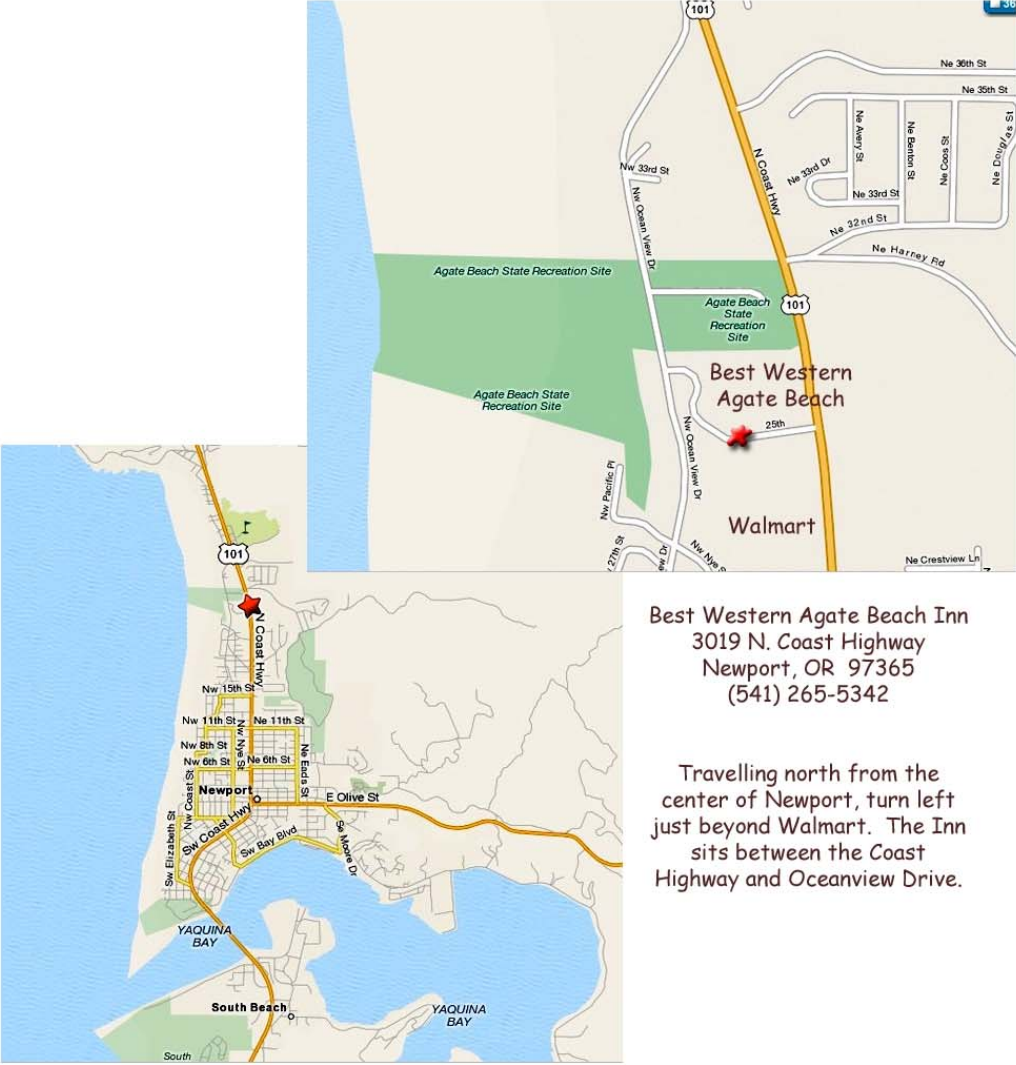 101
36
Ne 36th St
Ne 35th St
Ne Avery St
Ne Benton St
Ne Coos St
Ne Douglas St
N Coast Hwy
Nw 33rd St
Ne 33rd Dr
Ne 33rd St
Nw Ocean View Dr
Ne 32nd St
Ne Harney Rd
Agate Beach State Recreation Site
Agate Beach
State
Recreation
Site
101
Best Western
Agate Beach
Agate Beach State
Recreation Site
25th
Nw Ocean View Dr
Nw Pacific Pl
Walmart
27th St
ew Dr
Nw Nye S
Ne Crestview Ln
101
N Coast Hwy
Nw 15th St
Nw 11th St
Ne 11th St
Nw Nye St
Nw 8th St
Nw 6th St
Ne 6th St
Ne Eads St
Nw Coast St
Newport
E Olive St
Sw Coast Hwy
Sw Elizabeth St
Sw Bay Blvd
Se Moore Dr
YAQUINA
BAY
South Beach
YAQUINA
BAY
South
Best Western Agate Beach Inn
3019 N. Coast Highway
Newport, OR 97365
(541) 265-5342
Travelling north from the
center of Newport, turn left
just beyond Walmart. The Inn
sits between the Coast
Highway and Oceanview Drive.